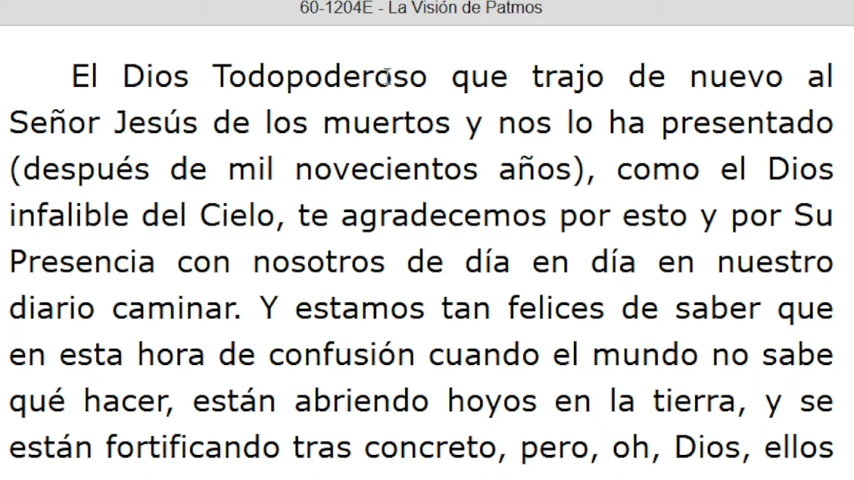 60-1204E - La Visión de Patmos
El Dios Todopoderoso que trajo de nuevo al
Señor Jesús de los muertos y nos lo ha presentado
(después de mil novecientos años), como el Dios
infalible del Cielo, te agradecemos por esto y por Su
Presencia con nosotros de día en día en nuestro
diario caminar. Y estamos tan felices de saber que
en esta hora de confusión cuando el mundo no sabe
qué hacer, están abriendo hoyos en la tierra, y se
están fortificando tras concreto, pero, oh, Dios, ellos